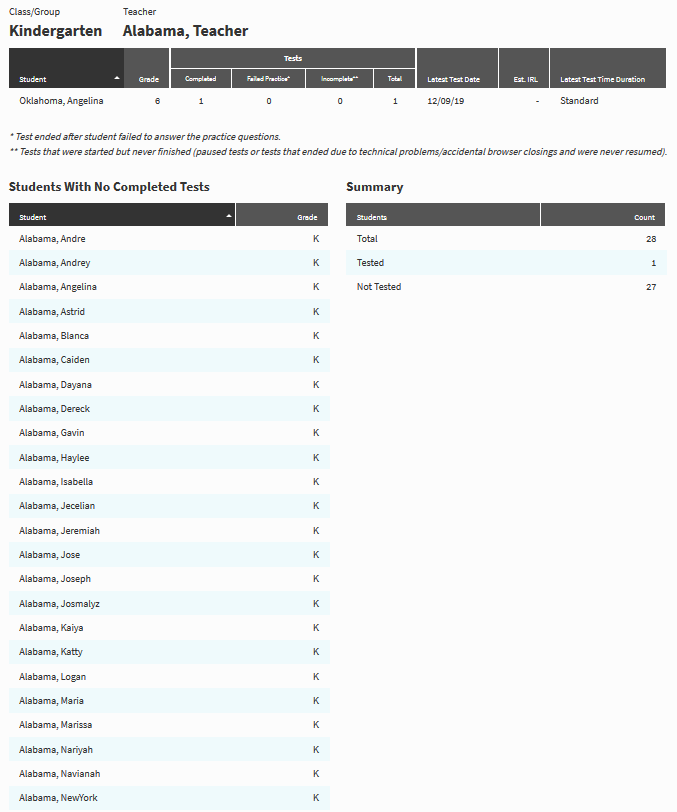 Class/Group Teacher
Kindergarten Alabama, Teacher
Tests
Student Grade Completed Failed Practice* Incomplete** Total Latest Test Date Est. IRL Latest Test Time Duration
Oklahoma, Angelina 6 1 0 0 1 12/09/19 - Standard
* Test ended after student failed to answer the practice questions.
** Tests that were started but never finished (paused tests or tests that ended due to technical problems/accidental browser closings and were never resumed).
Students With No Completed Tests Summary
Student Grade Students Count
Alabama, Andre K Total 28
Alabama, Andrey K Tested 1
Alabama, Angelina K Not Tested 27
Alabama, Astrid K
Alabama, Blanca K
Alabama, Caiden K
Alabama, Dayana K
Alabama, Dereck K
Alabama, Gavin K
Alabama, Haylee K
Alabama, Isabella K
Alabama, Jecelian K
Alabama, Jeremiah K
Alabama, Jose K
Alabama, Joseph K
Alabama, Josmalyz K
Alabama, Kaiya K
Alabama, Katty K
Alabama, Logan K
Alabama, Maria K
Alabama, Marissa K
Alabama, Nariyah K
Alabama, Navianah K
Alabama, NewYork K